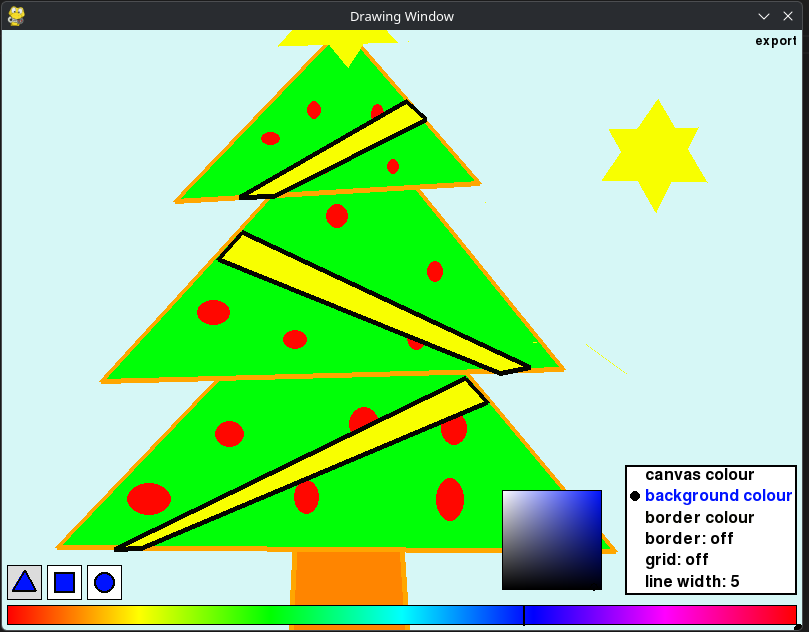 Drawing Window
export
canvas colour
background colour
border colour
border: off
grid: off
line width: 5